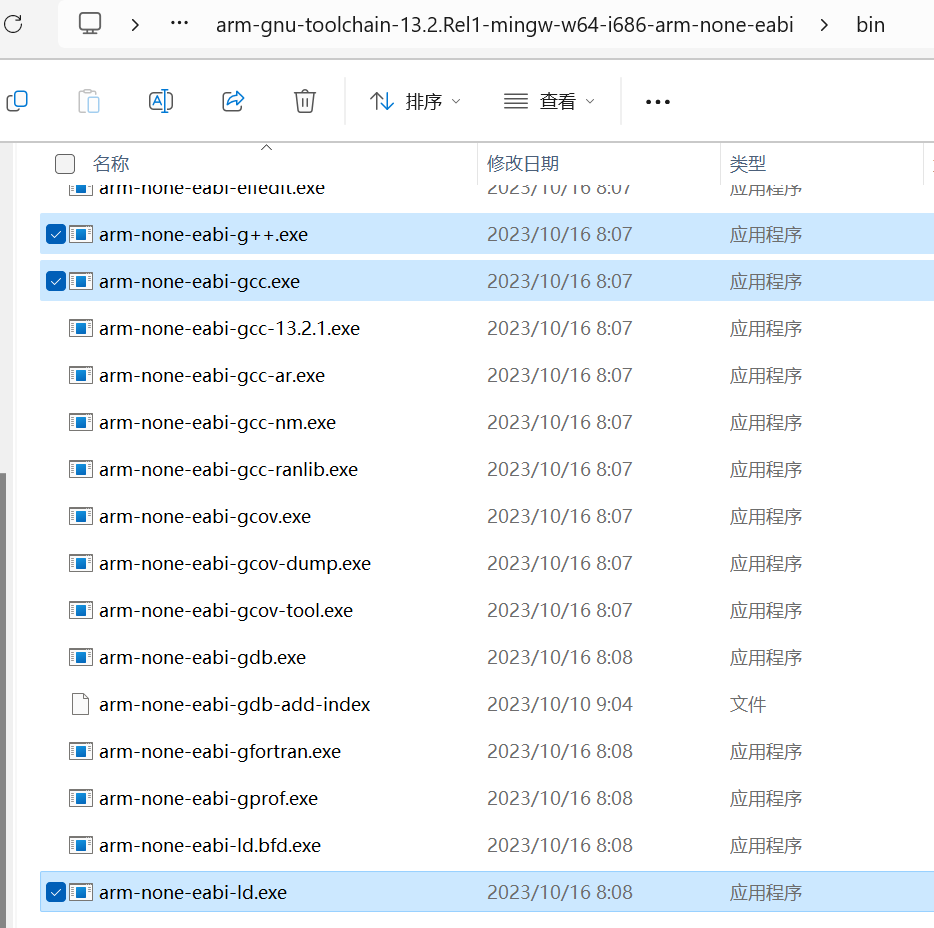 arm-gnu-toolchain-13.2.Rel1-mingw-w64-i686-arm-none-eabi > bin
排序 查看
名称 修改日期 类型
arm-none-eabi-elfedit.exe 2023/10/16 8:07 应用程序
arm-none-eabi-g++.exe 2023/10/16 8:07 应用程序
arm-none-eabi-gcc.exe 2023/10/16 8:07 应用程序
arm-none-eabi-gcc-13.2.1.exe 2023/10/16 8:07 应用程序
arm-none-eabi-gcc-ar.exe 2023/10/16 8:07 应用程序
arm-none-eabi-gcc-nm.exe 2023/10/16 8:07 应用程序
arm-none-eabi-gcc-ranlib.exe 2023/10/16 8:07 应用程序
arm-none-eabi-gcov.exe 2023/10/16 8:07 应用程序
arm-none-eabi-gcov-dump.exe 2023/10/16 8:07 应用程序
arm-none-eabi-gcov-tool.exe 2023/10/16 8:07 应用程序
arm-none-eabi-gdb.exe 2023/10/16 8:08 应用程序
arm-none-eabi-gdb-add-index 2023/10/10 9:04 文件
arm-none-eabi-gfortran.exe 2023/10/16 8:08 应用程序
arm-none-eabi-gprof.exe 2023/10/16 8:08 应用程序
arm-none-eabi-ld.bfd.exe 2023/10/16 8:08 应用程序
arm-none-eabi-ld.exe 2023/10/16 8:08 应用程序